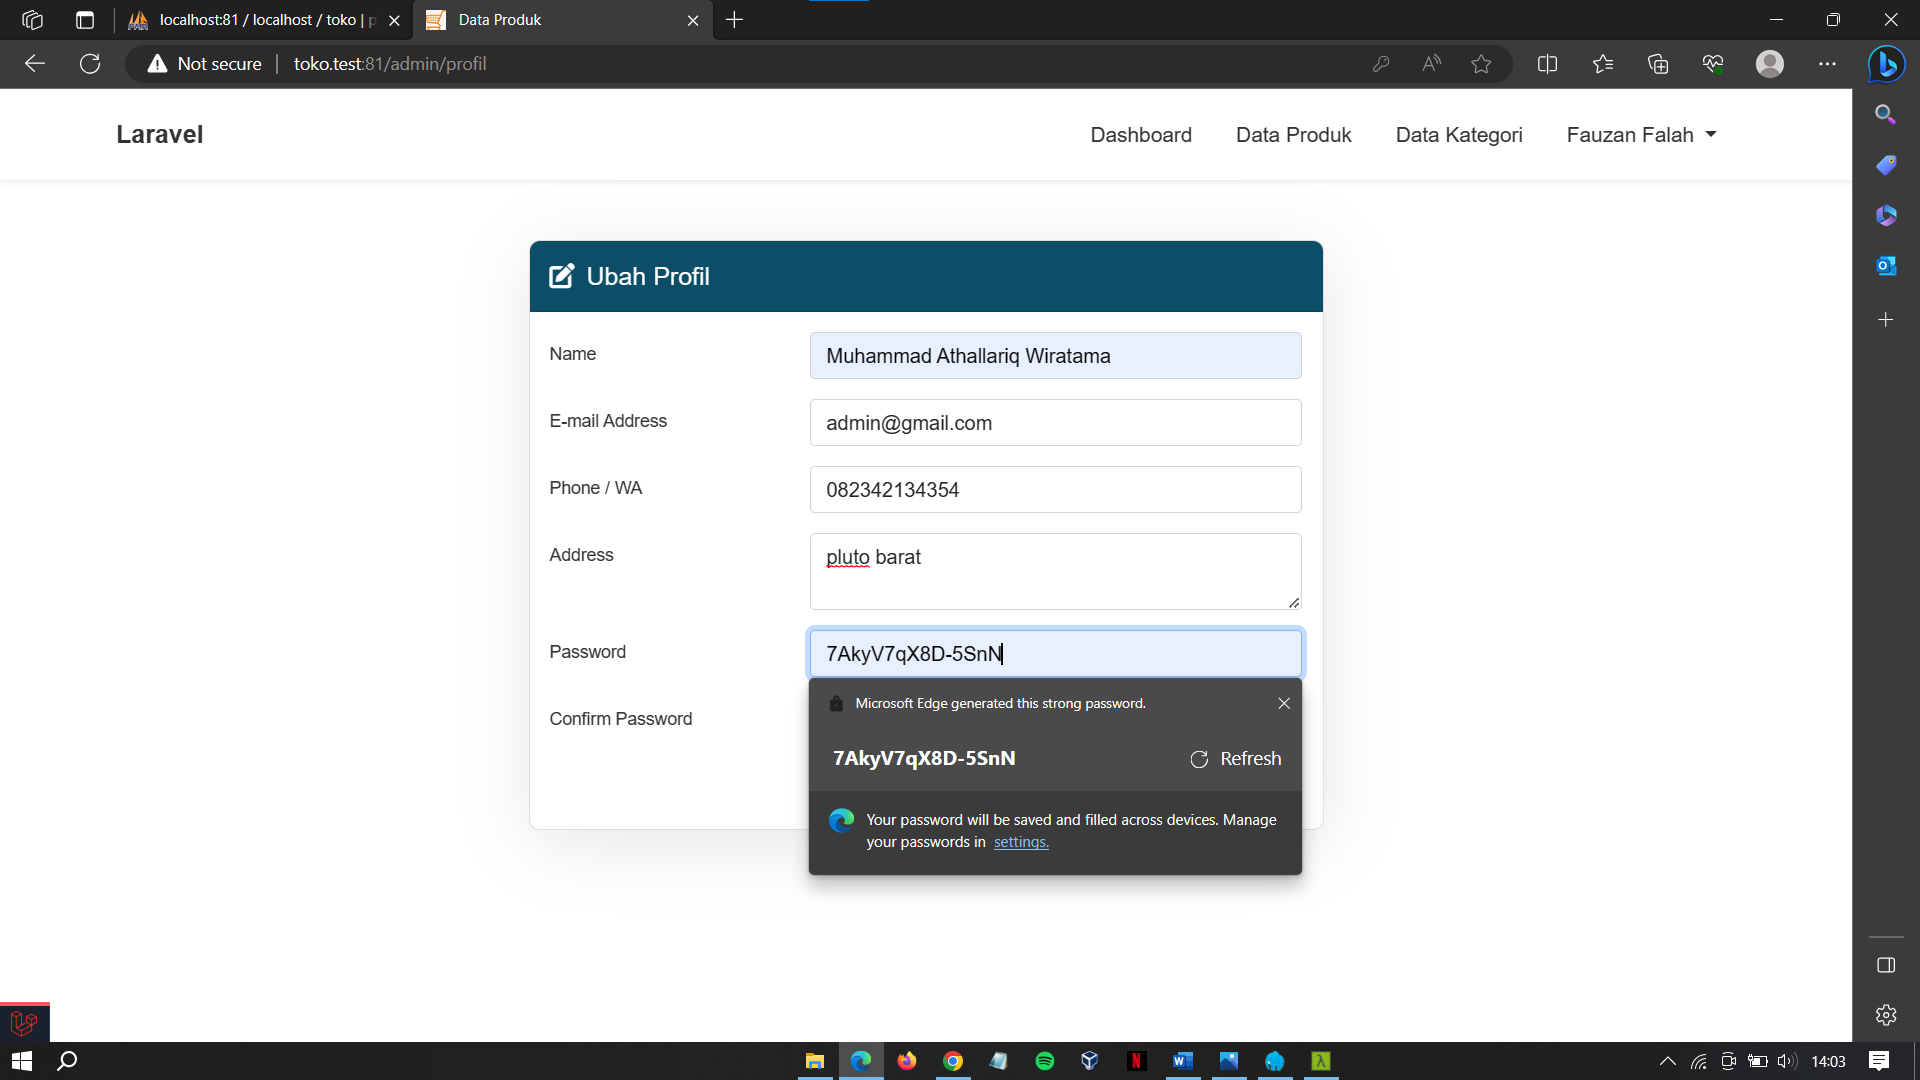 localhost:81 / localhost / toko | p
Data Produk
Not secure
toko.test:81/admin/profil
Laravel
Dashboard
Data Produk
Data Kategori
Fauzan Falah
Ubah Profil
Name
Muhammad Athallariq Wiratama
E-mail Address
admin@gmail.com
Phone / WA
082342134354
Address
pluto barat
Password
7AkyV7qX8D-5SnN
Confirm Password
Microsoft Edge generated this strong password.
7AkyV7qX8D-5SnN
Refresh
Your password will be saved and filled across devices. Manage
your passwords in settings.
14:03